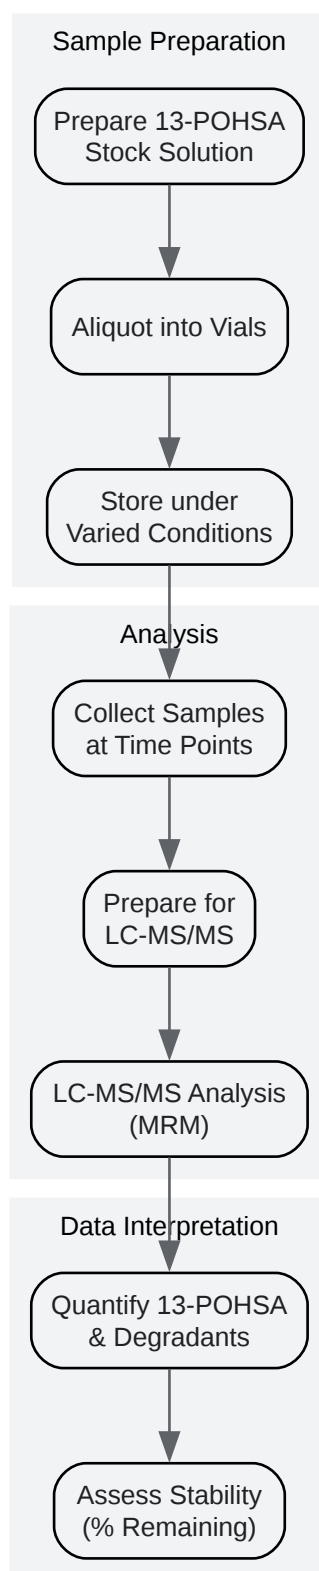 Sample Preparation
Prepare 13-POHSA
Stock Solution
Aliquot into Vials
Store under
Varied Conditions
Analysis
Collect Samples
at Time Points
Prepare for
LC-MS/MS
LC-MS/MS Analysis
(MRM)
Data Interpretation
Quantify 13-POHSA
& Degradants
Assess Stability
(% Remaining)